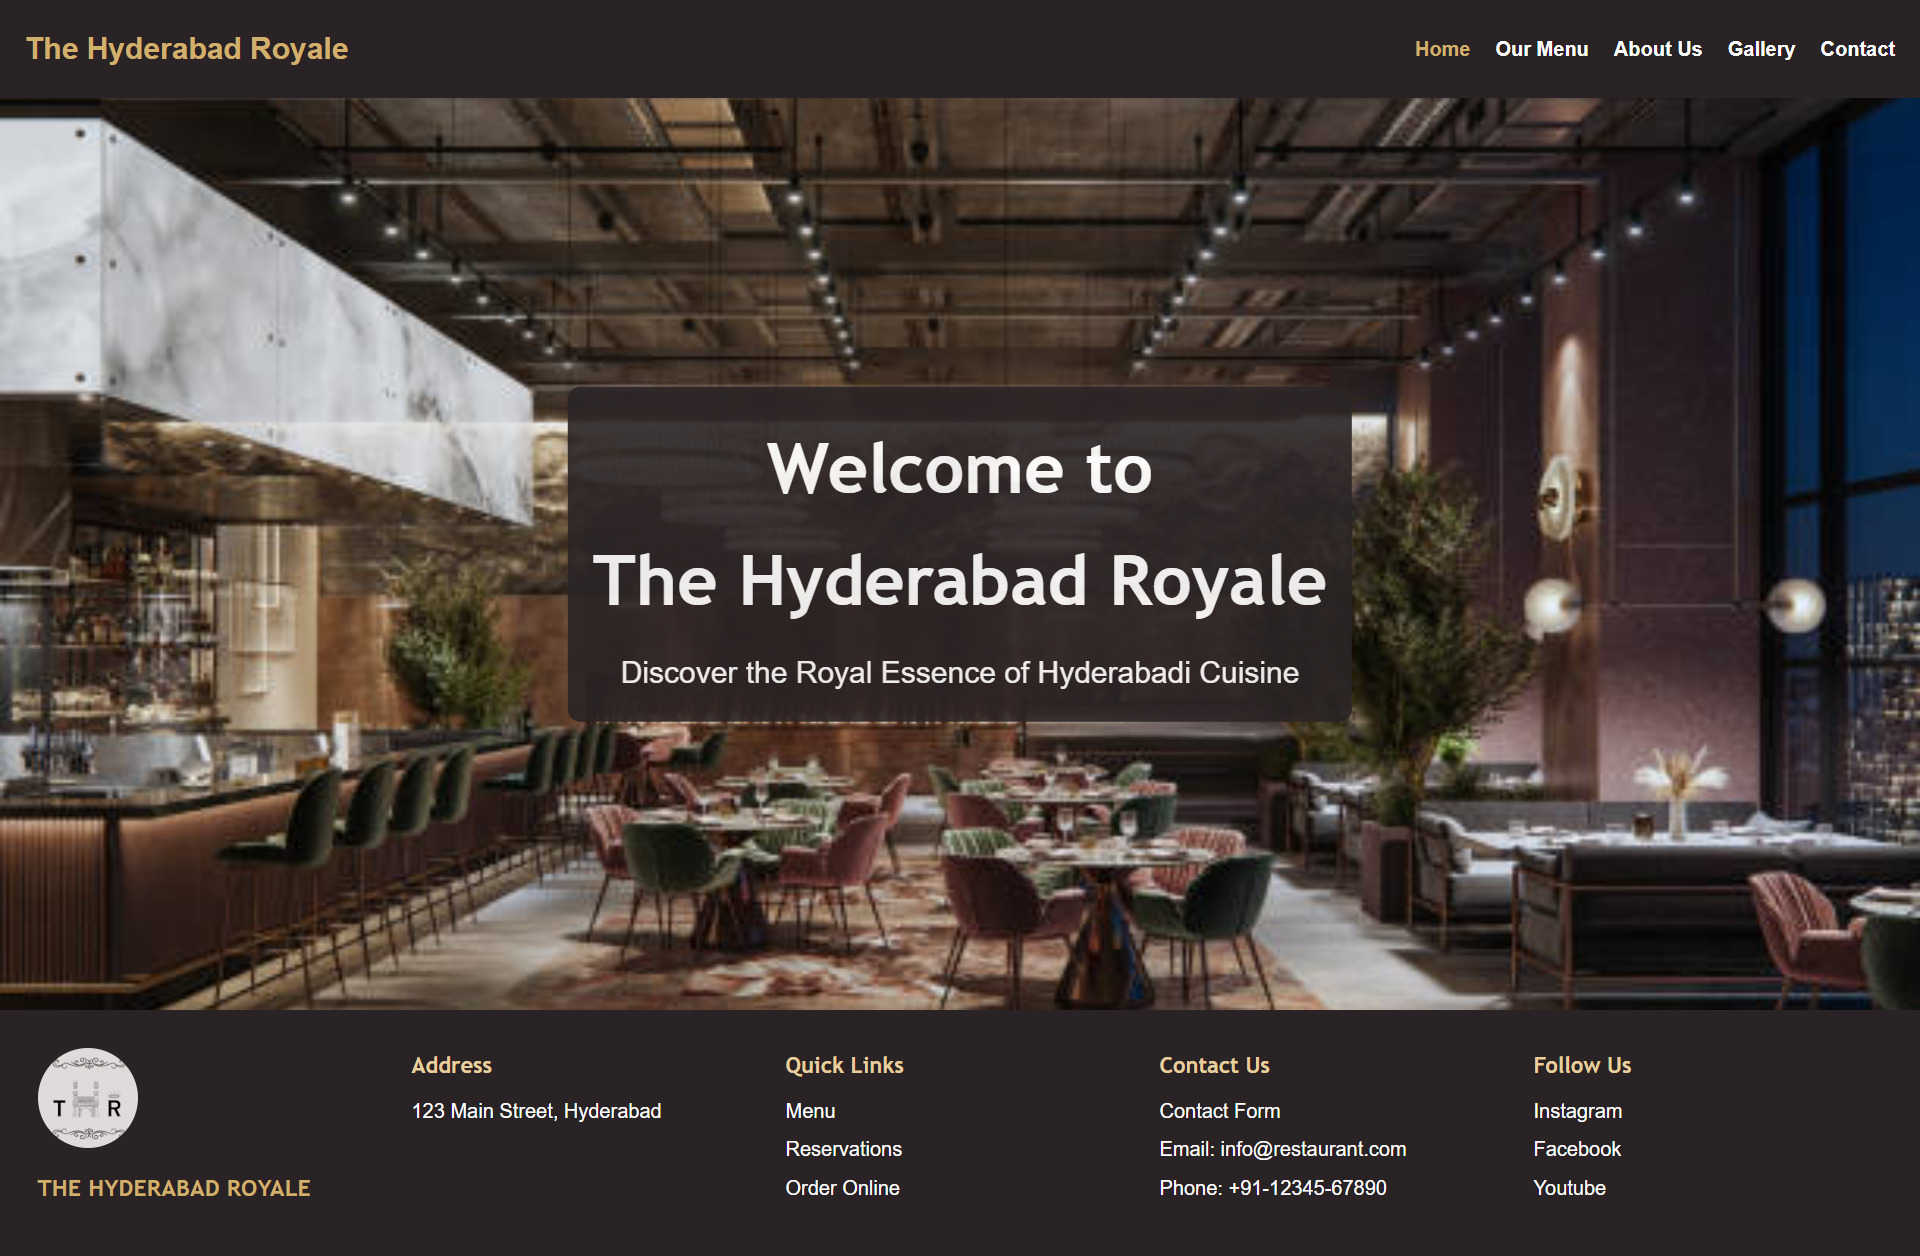 The Hyderabad Royale
Home Our Menu About Us Gallery Contact
Welcome to
The Hyderabad Royale
Discover the Royal Essence of Hyderabadi Cuisine
T H R
THE HYDERABAD ROYALE
Address
123 Main Street, Hyderabad
Quick Links
Menu
Reservations
Order Online
Contact Us
Contact Form
Email: info@restaurant.com
Phone: +91-12345-67890
Follow Us
Instagram
Facebook
Youtube